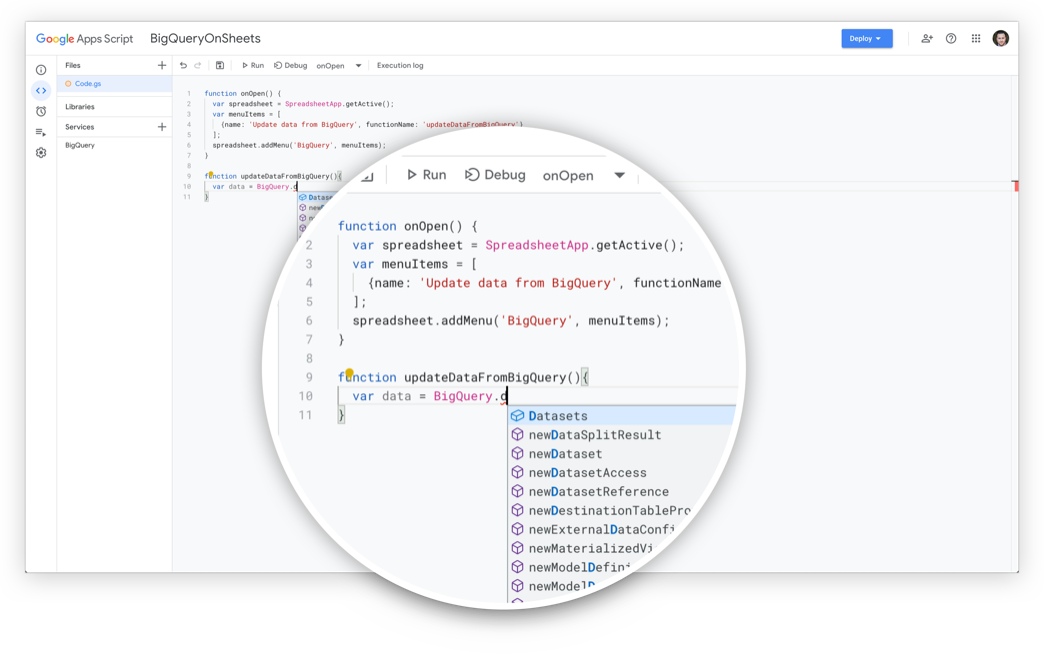 Google Apps Script BigQueryOnSheets Deploy
Files Run Debug onOpen Execution log
Code.gs
Libraries
Services
BigQuery
1 function onOpen() {
2 var spreadsheet = SpreadsheetApp.getActive();
3 var menuItems = [
4 {name: 'Update data from BigQuery', functionName: 'updateDataFromBigQuery')
5 ];
6 spreadsheet.addMenu('BigQuery', menuItems);
7 }
8
9 function updateDataFromBigQuery(){
10 var data = BigQuery.d
11 }
Run Debug onOpen
function onOpen() {
2 var spreadsheet = SpreadsheetApp.getActive();
3 var menuItems = [
4 {name: 'Update data from BigQuery', functionName
5 ];
6 spreadsheet.addMenu('BigQuery', menuItems);
7 }
8
9 function updateDataFromBigQuery(){
10 var data = BigQuery.d
11 }
Datasets
newDataSplitResult
newDataset
newDatasetAccess
newDatasetReference
newDestinationTablePro
newExternalDataConfi
newMaterializedVi
newModelDefini
newModelD